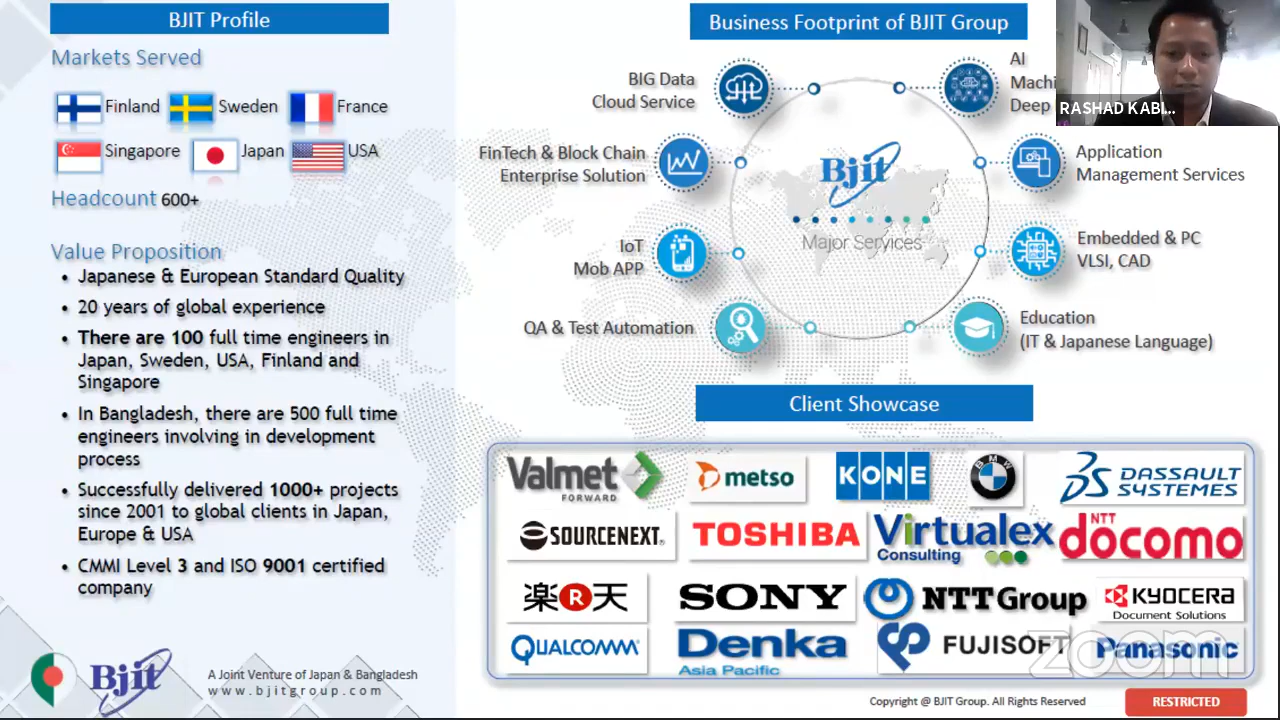 BJIT Profile
Markets Served
Finland
Sweden
France
Singapore
Japan
USA
Headcount 600+
Value Proposition
• Japanese & European Standard Quality
• 20 years of global experience
• There are 100 full time engineers in
Japan, Sweden, USA, Finland and
Singapore
• In Bangladesh, there are 500 full time
engineers involving in development
process
• Successfully delivered 1000+ projects
since 2001 to global clients in Japan,
Europe & USA
• CMMI Level 3 and ISO 9001 certified
company
Bjit
A Joint Venture of Japan & Bangladesh
www.bjitgroup.com
Business Footprint of BJIT Group
BIG Data
Cloud Service
FinTech & Block Chain
Enterprise Solution
IoT
Mob APP
QA & Test Automation
Bjit
Major Services
AI
Machi
Deep
RASHAD KABI...
Application
Management Services
Embedded & PC
VLSI, CAD
Education
(IT & Japanese Language)
Client Showcase
Valmet
FORWARD
metso
KONE
BMW
DASSAULT
SYSTEMES
SOURCENEXT.
TOSHIBA
Virtualex
Consulting
NTT
döcomo
楽R天
SONY
NTT Group
KYOCERA
Document Solutions
QUALCOMM
Denka
Asia Pacific
FUJISOFT
Panasonic
zoom
Copyright @ BJIT Group. All Rights Reserved
RESTRICTED